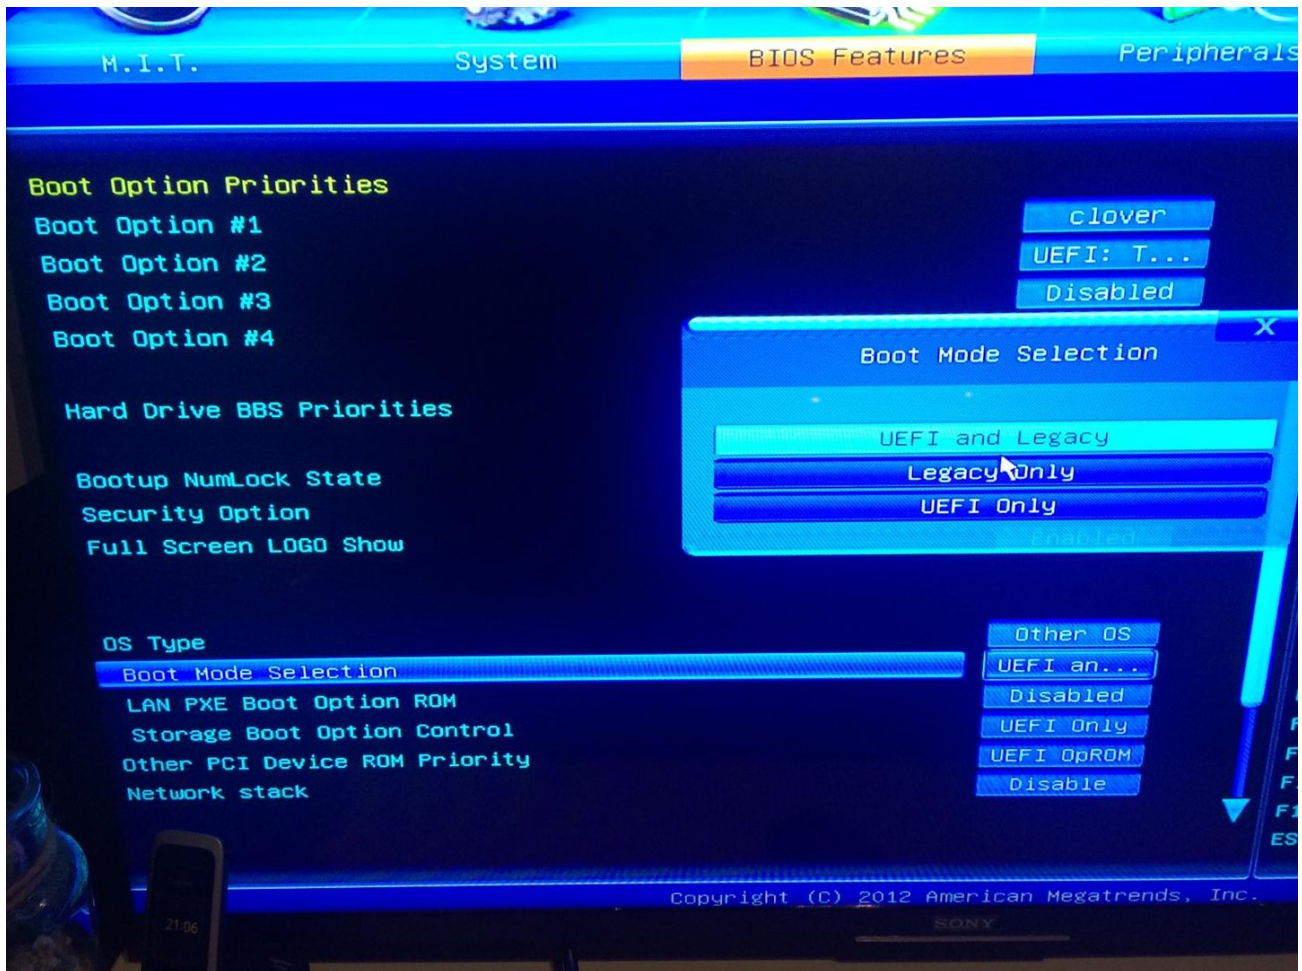 M.I.T. System BIOS Features Peripherals
Boot Option Priorities
Boot Option #1 clover
Boot Option #2 UEFI: T...
Boot Option #3 Disabled
Boot Option #4
X
Boot Mode Selection
Hard Drive BBS Priorities
UEFI and Legacy
Legacy Only
UEFI Only
Bootup NumLock State
Security Option
Full Screen LOGO Show Enabled
OS Type Other OS
Boot Mode Selection UEFI an...
LAN PXE Boot Option ROM Disabled
Storage Boot Option Control UEFI Only
Other PCI Device ROM Priority UEFI OpROM
Network stack Disable
ES
Copyright (C) 2012 American Megatrends, Inc.
SONY
21:06